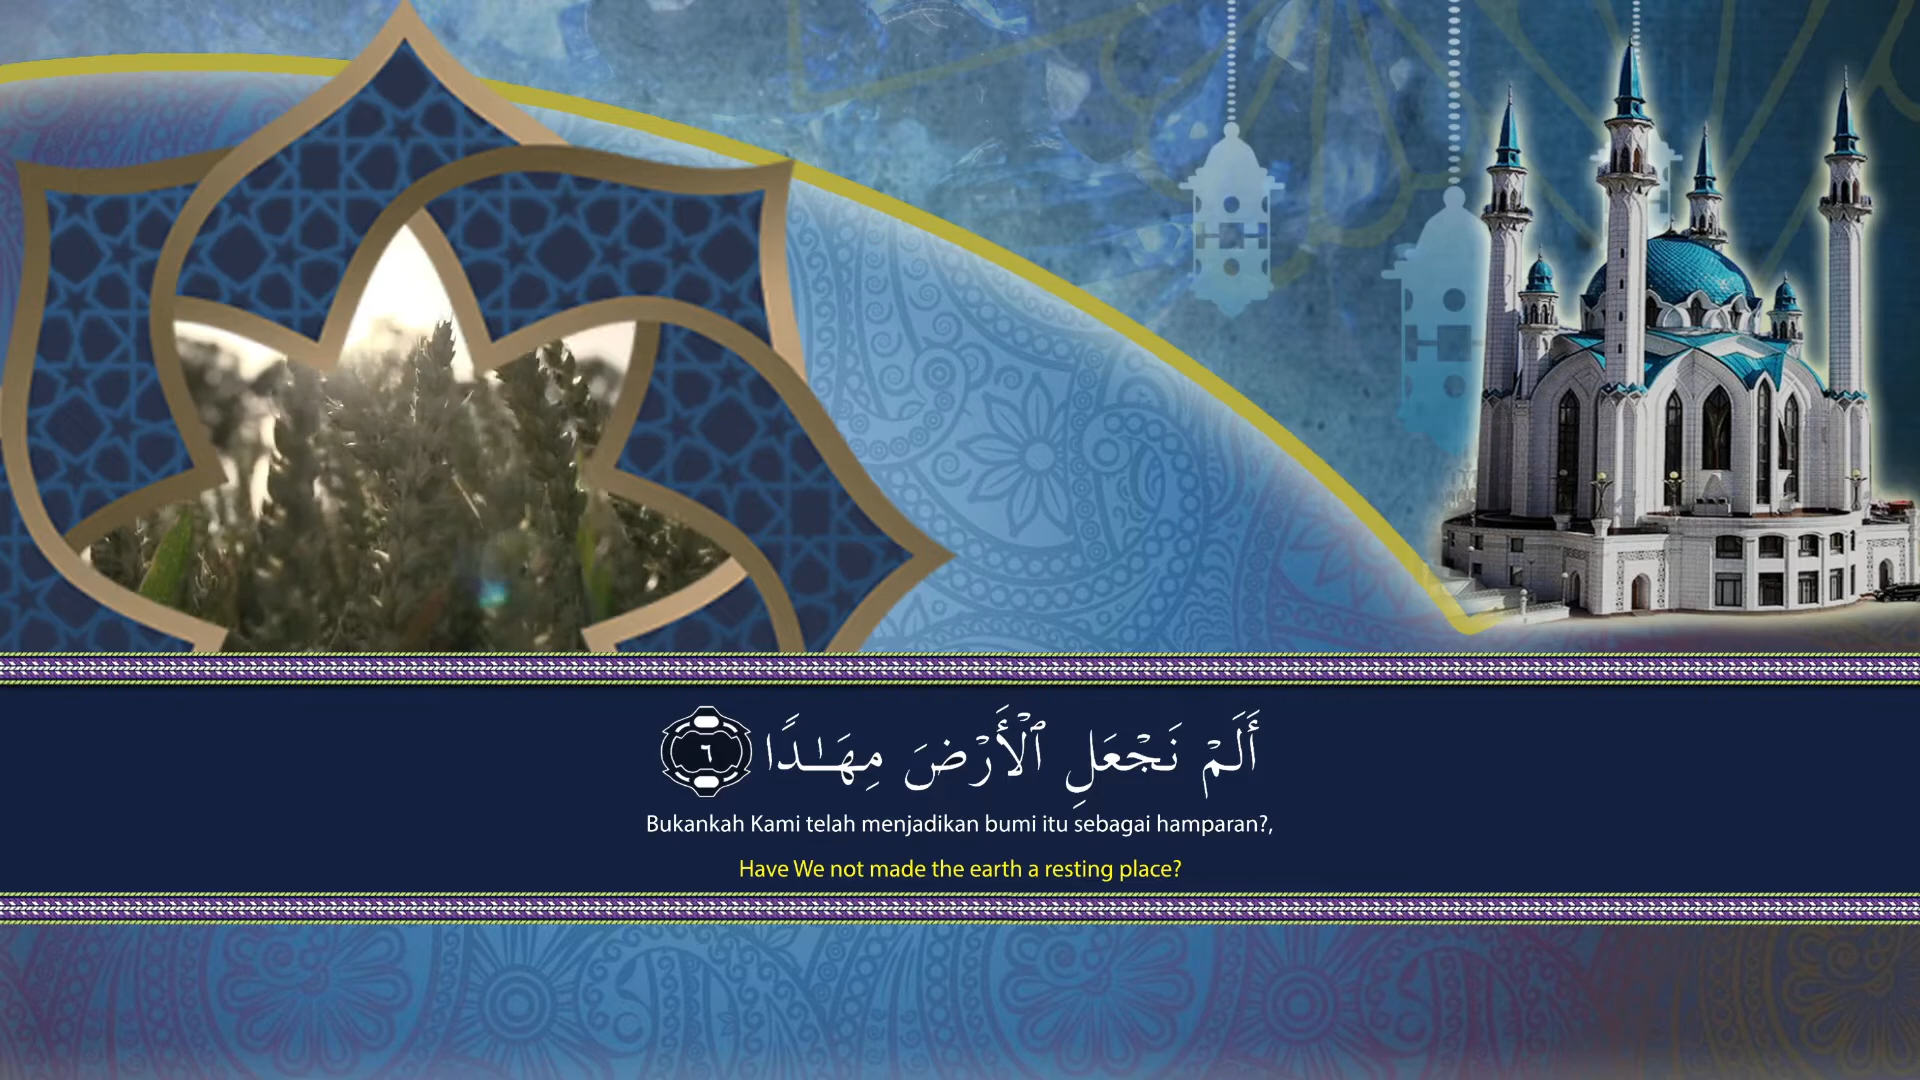 أَلَمْ نَجْعَلِ ٱلْأَرْضَ مِهَـٰدًا ٦
Bukankah Kami telah menjadikan bumi itu sebagai hamparan?,
Have We not made the earth a resting place?